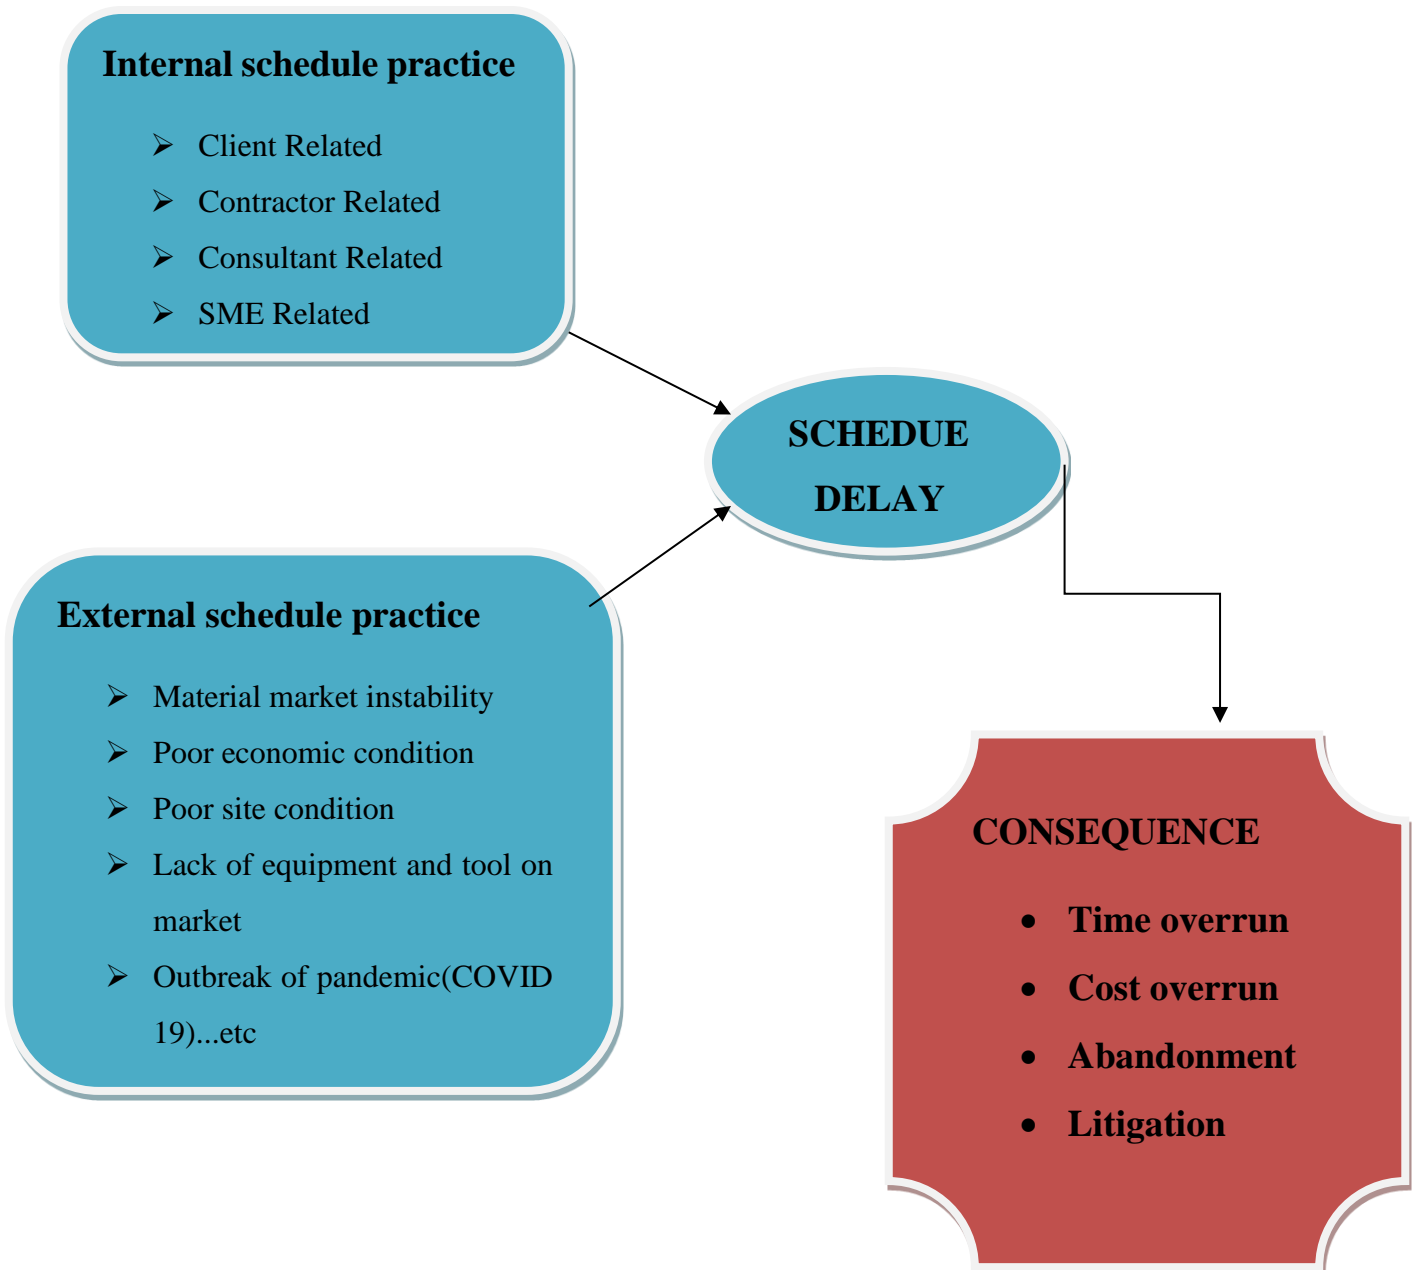 Internal schedule practice
➢ Client Related
➢ Contractor Related
➢ Consultant Related
➢ SME Related
SCHEDUE
DELAY
External schedule practice
➢ Material market instability
➢ Poor economic condition
➢ Poor site condition
➢ Lack of equipment and tool on
market
➢ Outbreak of pandemic(COVID
19)...etc
CONSEQUENCE
• Time overrun
• Cost overrun
• Abandonment
• Litigation